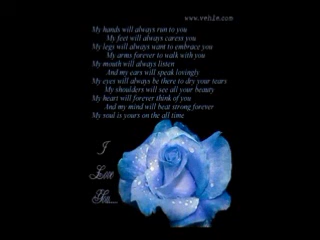 www.vehix.com
My hands will always run to you
My feet will always caress you
My legs will always want to embrace you
My arms forever to walk with you
My mouth will always listen
And my ears will speak lovingly
My eyes will always be there to dry your tears
My shoulders will see all your beauty
My heart will forever think of you
And my mind will beat strong forever
My soul is yours on the all time
I
Love
You....